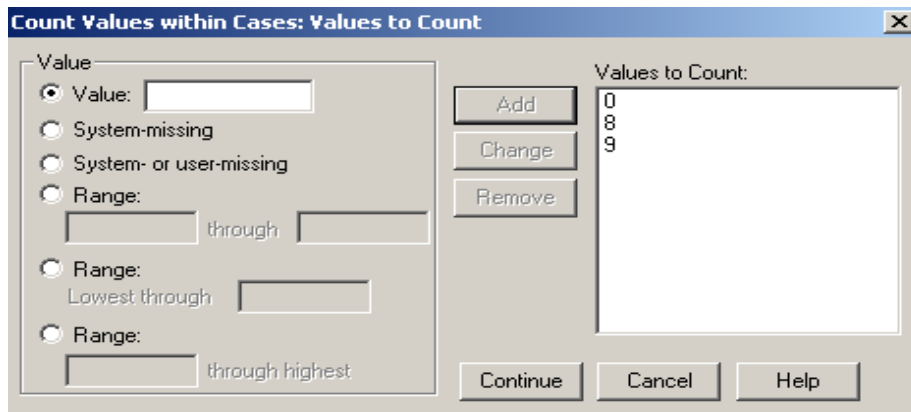 Count Values within Cases: Values to Count
Value
Value:
System-missing
System- or user-missing
Range:
through
Range:
Lowest through
Range:
through highest
Add
Change
Remove
Values to Count:
0
8
9
Continue Cancel Help